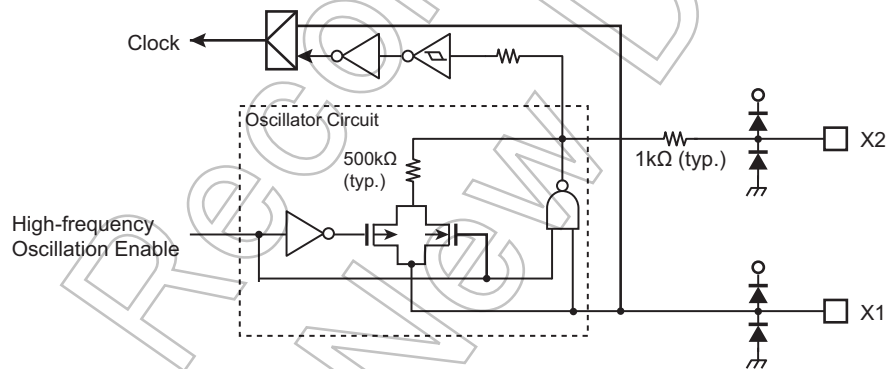 Clock
Oscillator Circuit
500kΩ
(typ.)
1kΩ (typ.)
X2
High-frequency
Oscillation Enable
X1